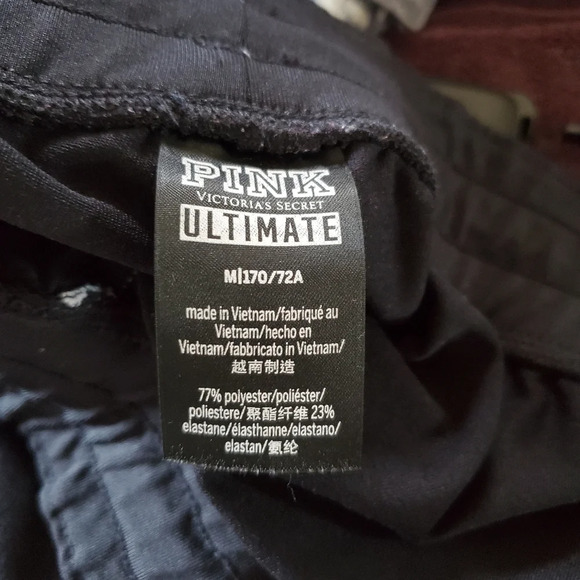 PINK
VICTORIA'S SECRET
ULTIMATE
M|170/72A
made in Vietnam/fabriqué au
Vietnam/hecho en
Vietnam/fabbricato in Vietnam/
越南制造
77% polyester/poliéster/
poliestere/聚酯纤维 23%
elastane/élasthanne/elastano/
elastan/氨纶